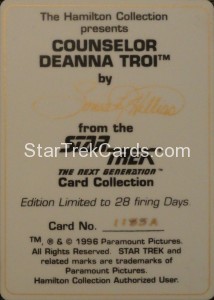 The Hamilton Collection
presents
COUNSELOR
DEANNA TROI™
by
from the
STAR TREK
StarTrekCards.com
THE NEXT GENERATION™
Card Collection
Edition Limited to 28 firing Days.
Card No. 1155A
TM, ® & © 1996 Paramount Pictures.
All Rights Reserved. STAR TREK and
related marks are trademarks of
Paramount Pictures.
Hamilton Collection Authorized User.